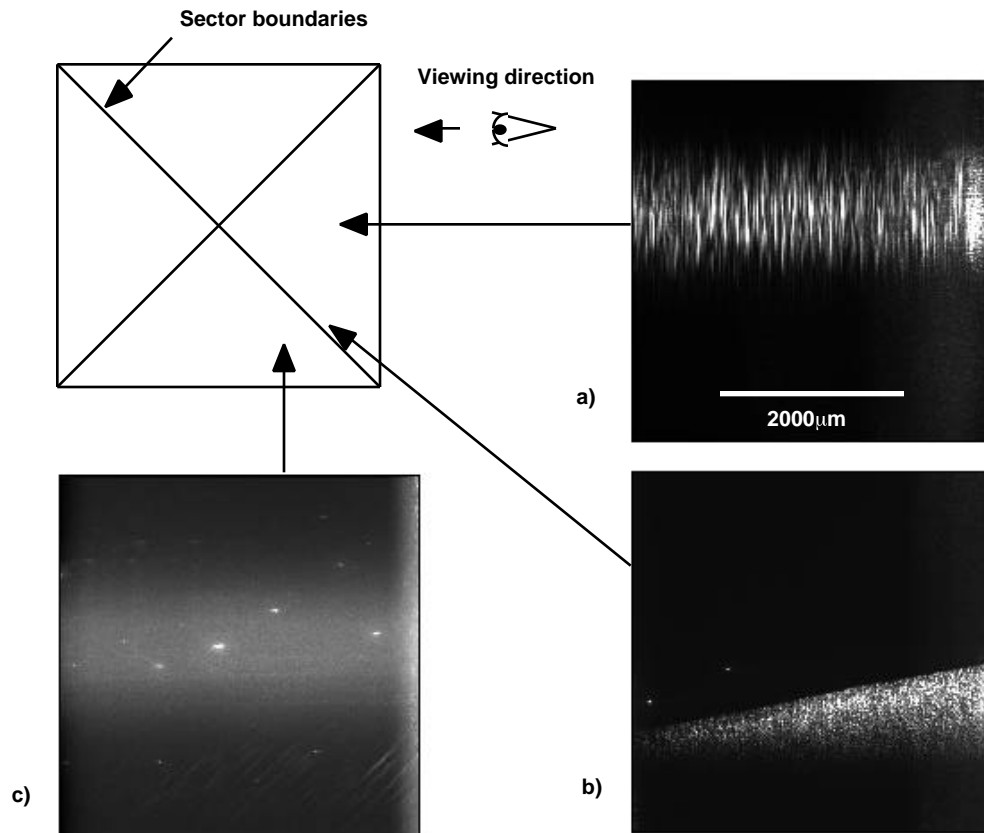 Sector boundaries
Viewing direction
a)
2000μm
b)
c)